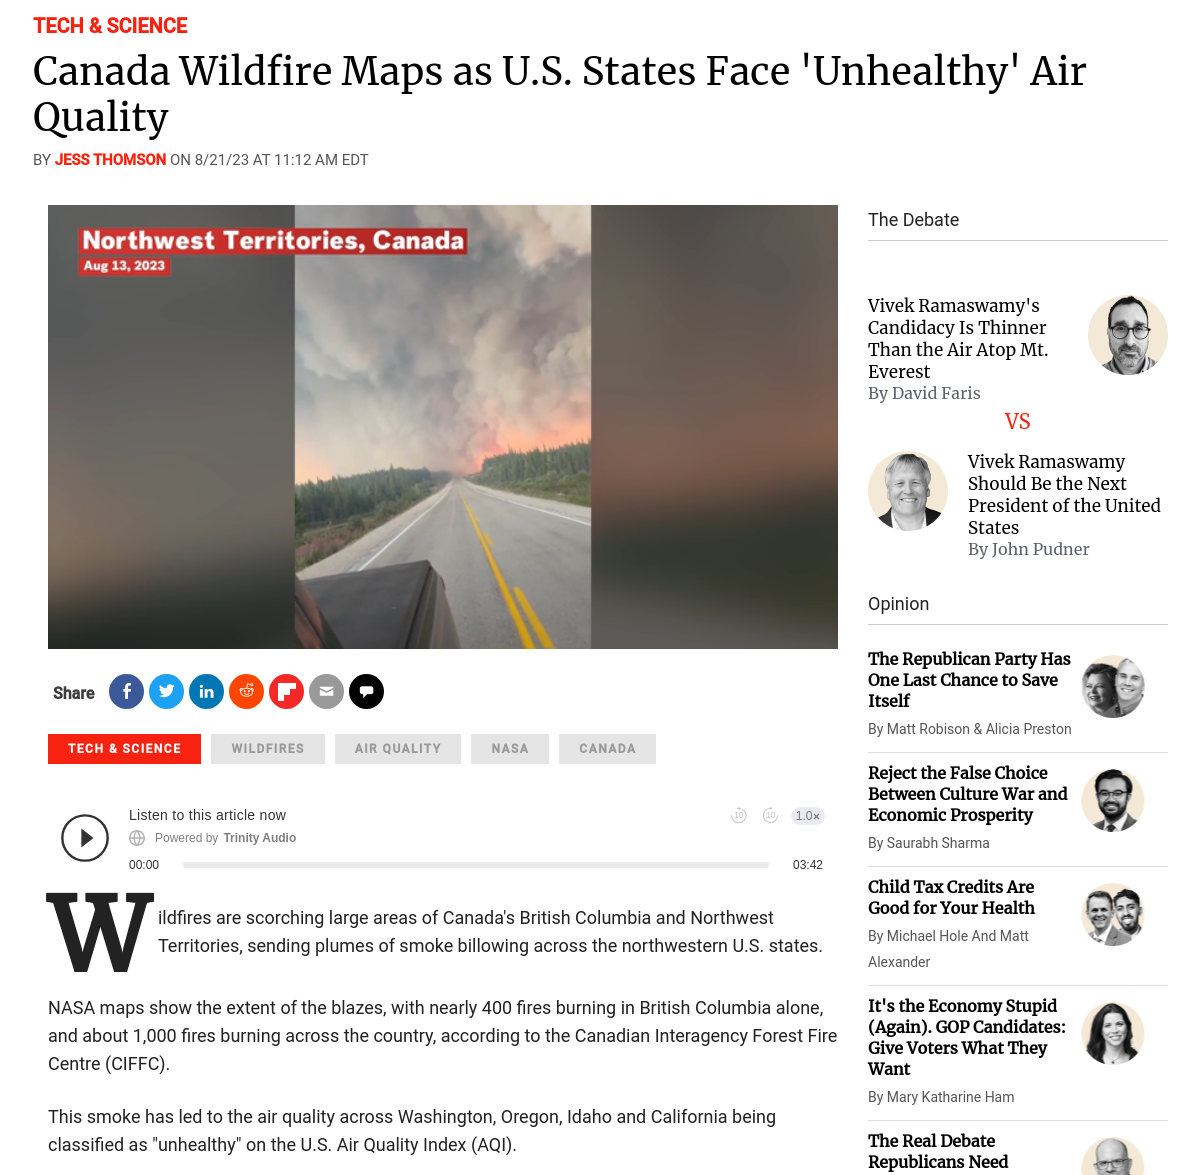 TECH & SCIENCE
Canada Wildfire Maps as U.S. States Face 'Unhealthy' Air
Quality
BY JESS THOMSON ON 8/21/23 AT 11:12 AM EDT
Northwest Territories, Canada
Aug 13, 2023
Share
TECH & SCIENCE
WILDFIRES
AIR QUALITY
NASA
CANADA
Listen to this article now
10
10
1.0×
Powered by Trinity Audio
00:00
03:42
Wildfires are scorching large areas of Canada's British Columbia and Northwest
Territories, sending plumes of smoke billowing across the northwestern U.S. states.
NASA maps show the extent of the blazes, with nearly 400 fires burning in British Columbia alone,
and about 1,000 fires burning across the country, according to the Canadian Interagency Forest Fire
Centre (CIFFC).
This smoke has led to the air quality across Washington, Oregon, Idaho and California being
classified as "unhealthy" on the U.S. Air Quality Index (AQI).
The Debate
Vivek Ramaswamy's
Candidacy Is Thinner
Than the Air Atop Mt.
Everest
By David Faris
VS
Vivek Ramaswamy
Should Be the Next
President of the United
States
By John Pudner
Opinion
The Republican Party Has
One Last Chance to Save
Itself
By Matt Robison & Alicia Preston
Reject the False Choice
Between Culture War and
Economic Prosperity
By Saurabh Sharma
Child Tax Credits Are
Good for Your Health
By Michael Hole And Matt
Alexander
It's the Economy Stupid
(Again). GOP Candidates:
Give Voters What They
Want
By Mary Katharine Ham
The Real Debate
Republicans Need